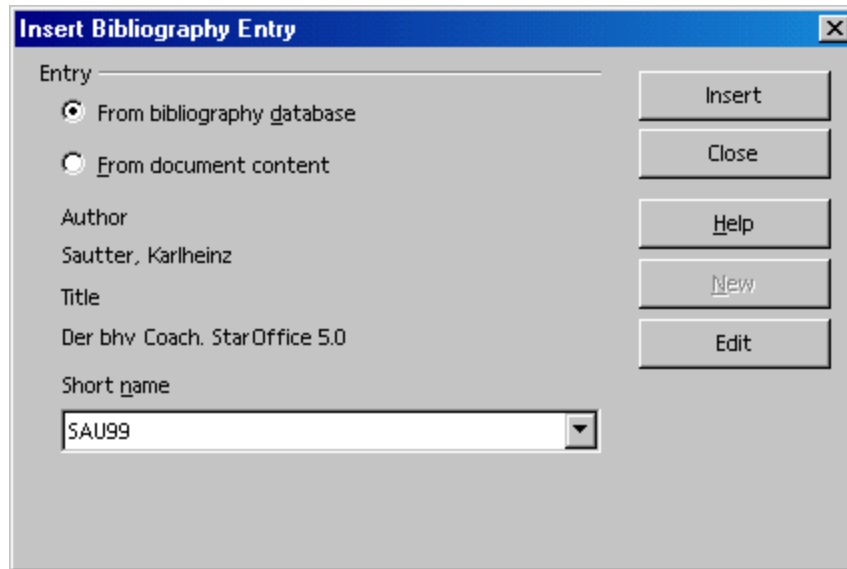 Insert Bibliography Entry
Entry
From bibliography database
From document content
Author
Sautter, Karlheinz
Title
Der bhv Coach. StarOffice 5.0
Short name
SAU99
Insert
Close
Help
New
Edit